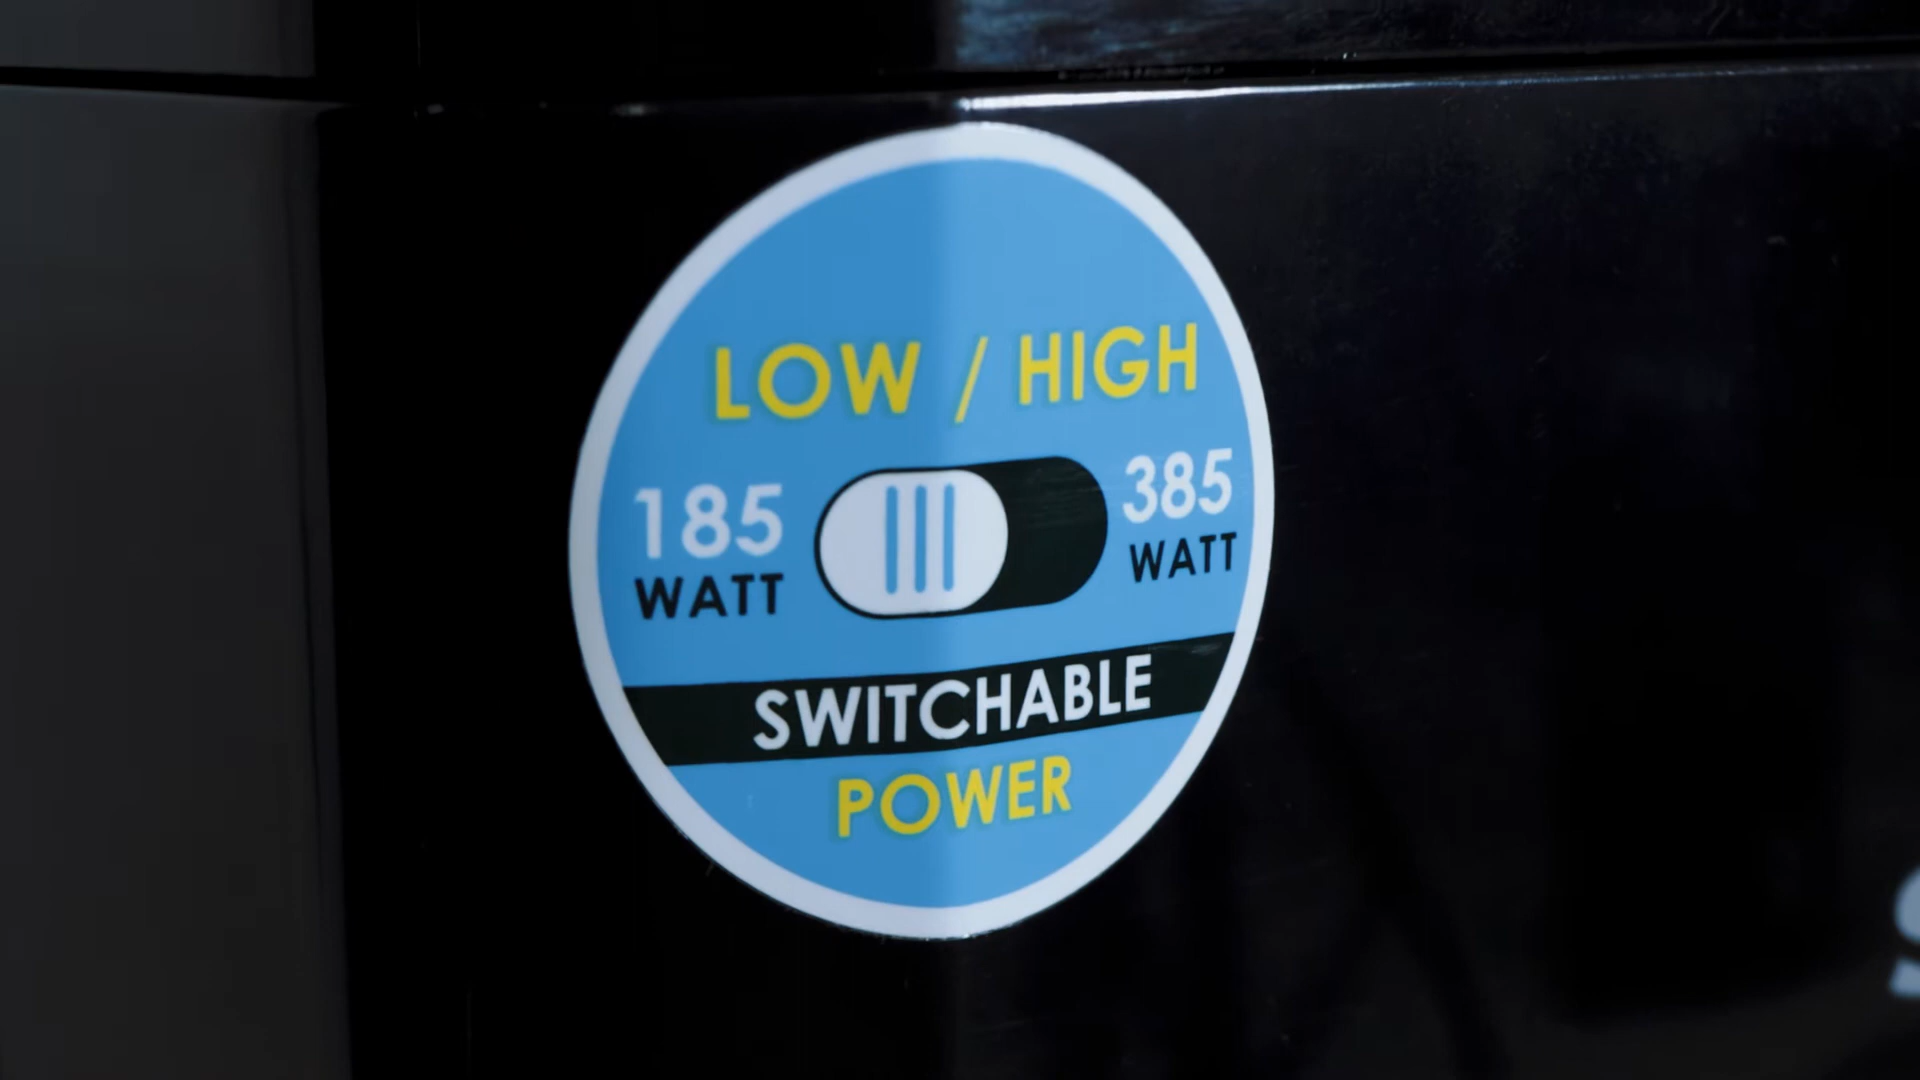 LOW / HIGH
185
WATT
385
WATT
SWITCHABLE
POWER